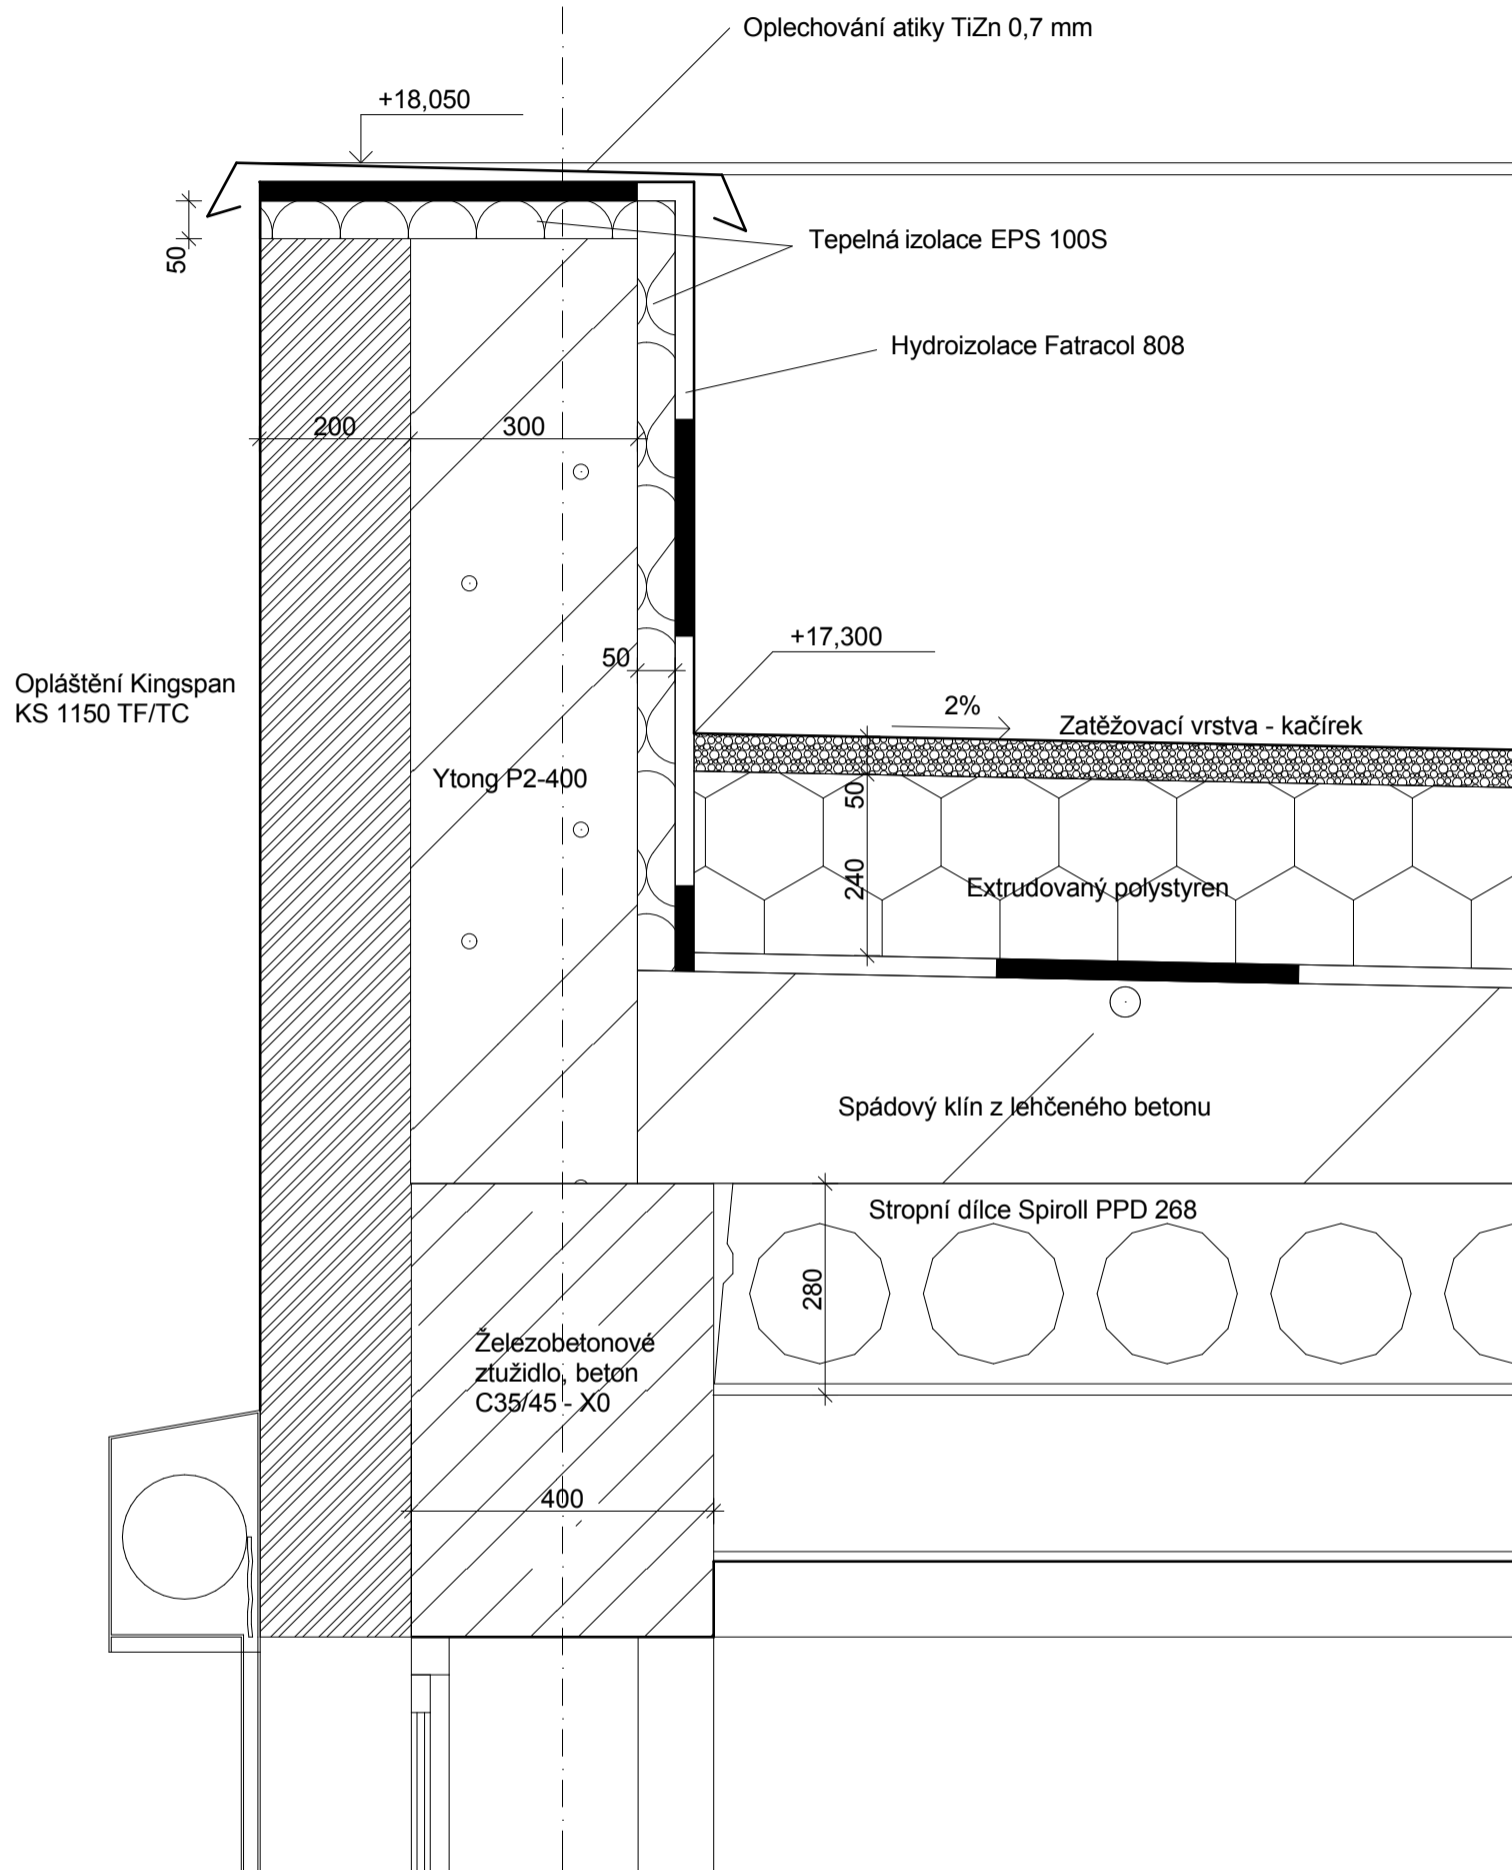 Oplechování atiky TiZn 0,7 mm
+18,050
50
Tepelná izolace EPS 100S
Hydroizolace Fatracol 808
200
300
+17,300
50
Opláštění Kingspan
KS 1150 TF/TC
2%
Zatěžovací vrstva - kačírek
Ytong P2-400
50
240
Extrudovaný polystyren
Spádový klín z lehčeného betonu
Stropní dílce Spiroll PPD 268
280
Železobetonové
ztužidlo, beton
C35/45 - X0
400